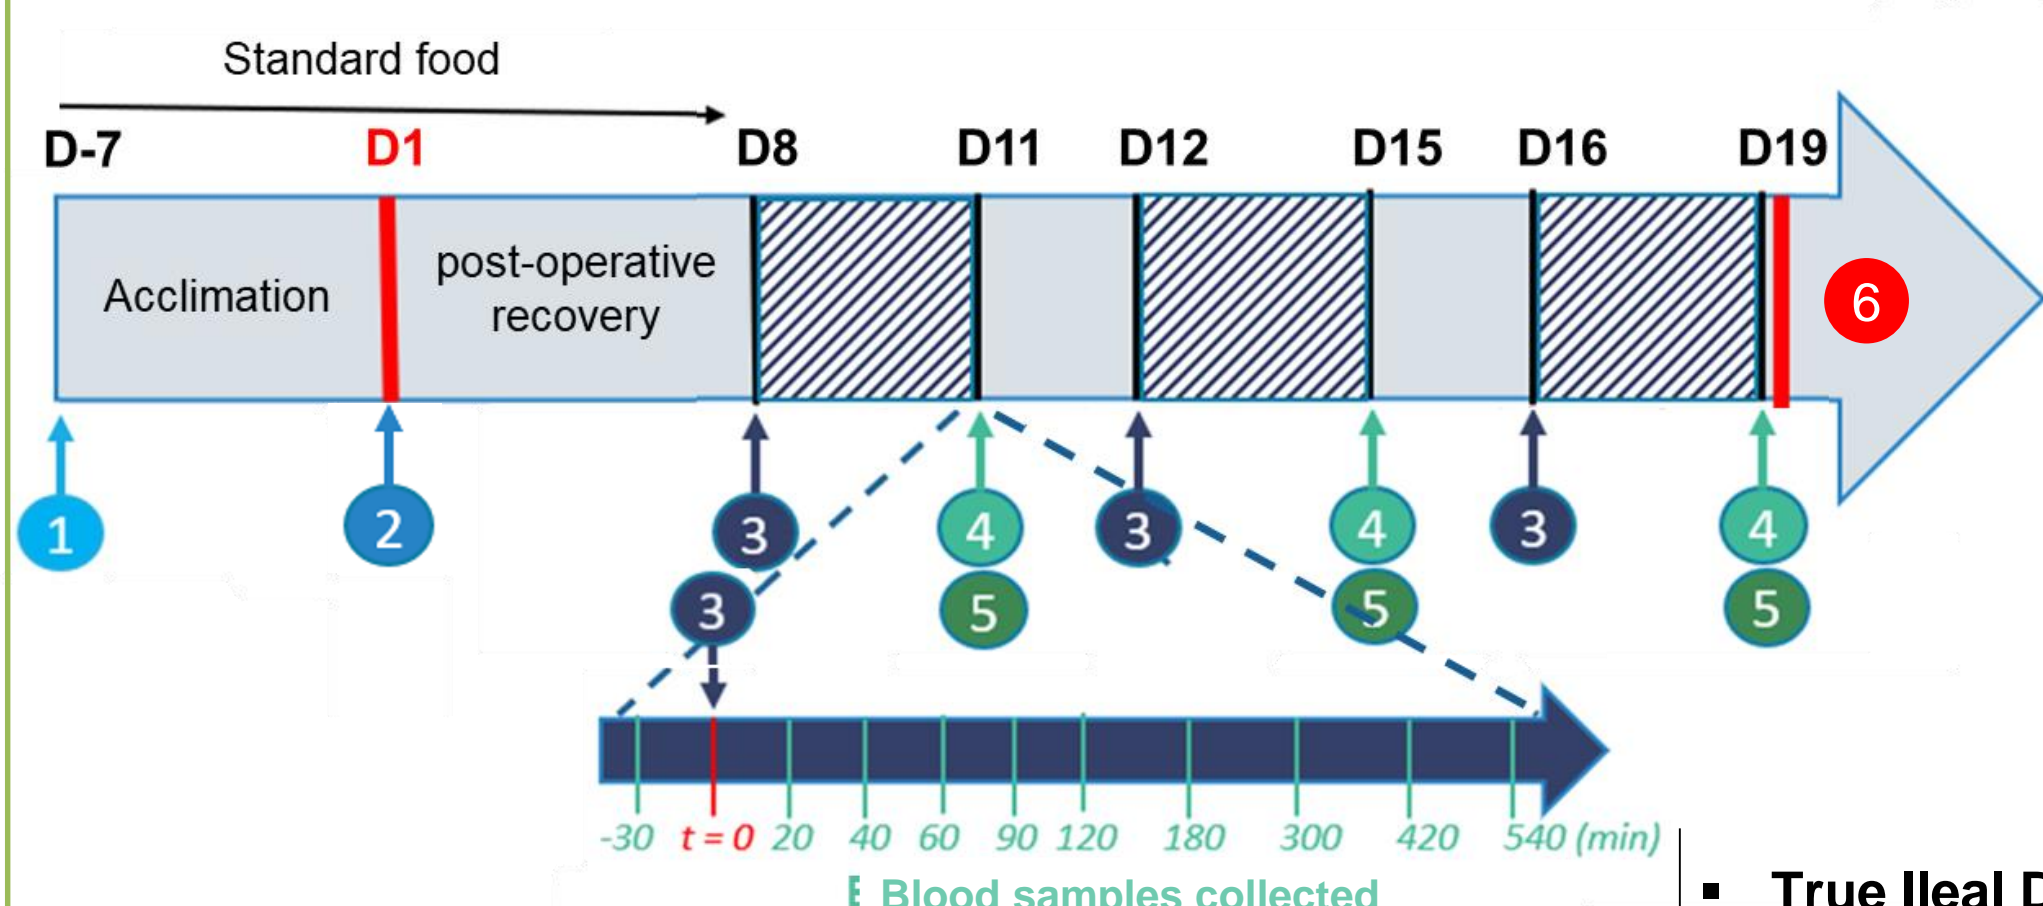 Standard food
D-7 D1 D8 D11 D12 D15 D16 D19
Acclimation
post-operative
recovery
6
1 2 3 4 3 4 3 4
3 5 5 5
-30 t = 0 20 40 60 90 120 180 300 420 540 (min)
Blood samples collected
▪ True Ileal D